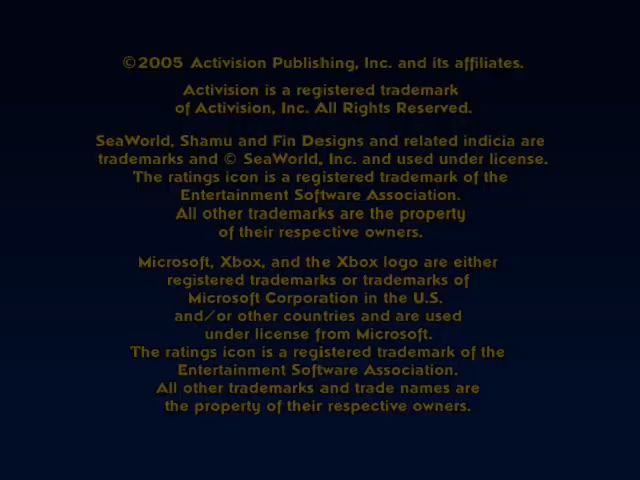 ©2005 Activision Publishing, Inc. and its affiliates.
Activision is a registered trademark
of Activision, Inc. All Rights Reserved.
SeaWorld, Shamu and Fin Designs and related indicia are
trademarks and © SeaWorld, Inc. and used under license.
The ratings icon is a registered trademark of the
Entertainment Software Association.
All other trademarks are the property
of their respective owners.
Microsoft, Xbox, and the Xbox logo are either
registered trademarks or trademarks of
Microsoft Corporation in the U.S.
and/or other countries and are used
under license from Microsoft.
The ratings icon is a registered trademark of the
Entertainment Software Association.
All other trademarks and trade names are
the property of their respective owners.